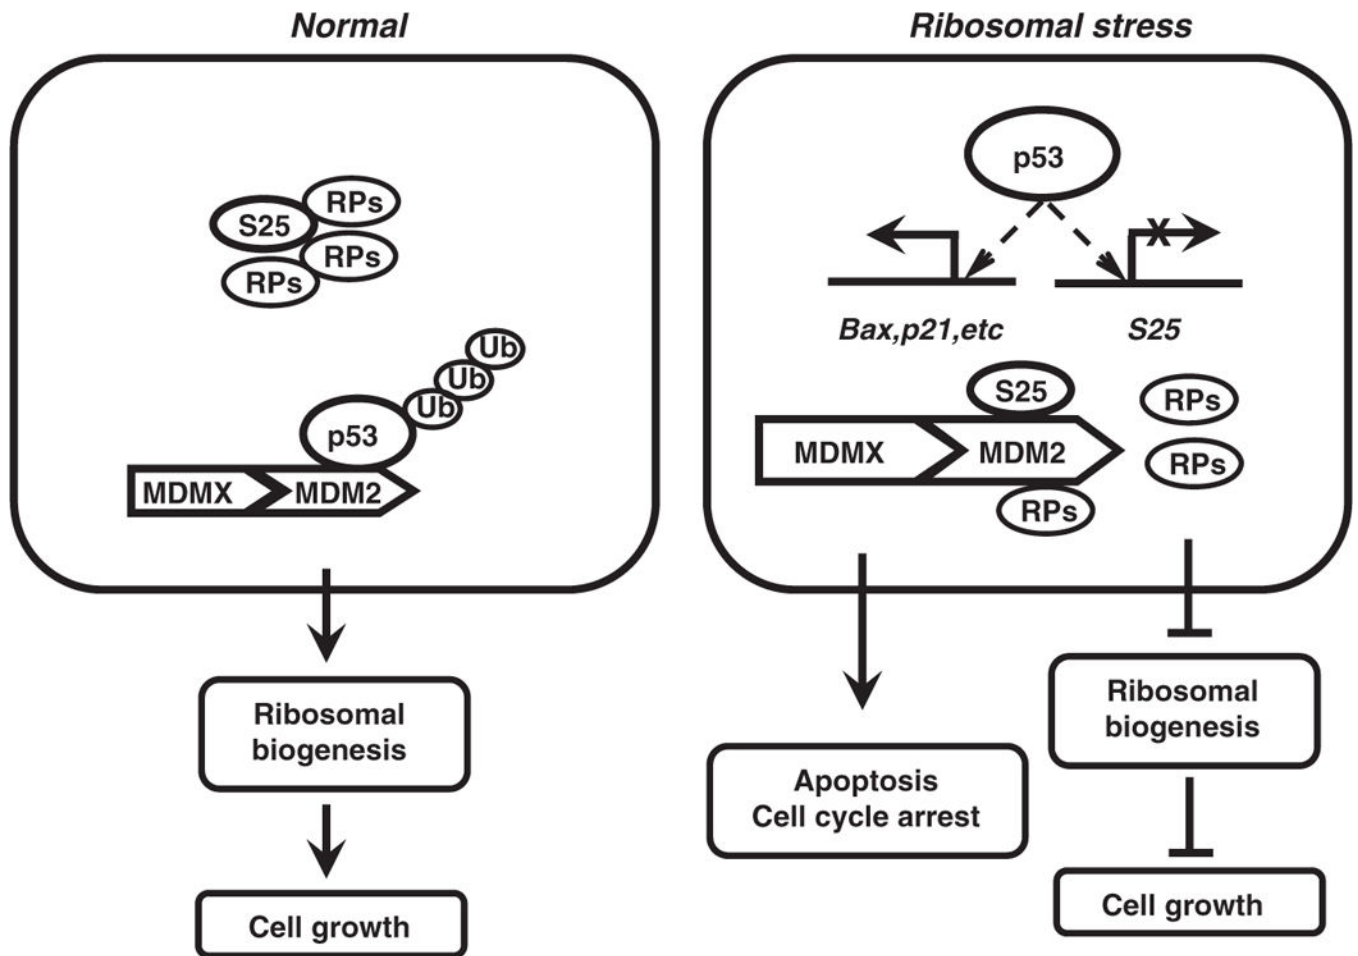 Normal
S25
RPs
RPs
RPs
Ub
Ub
Ub
p53
MDMX
MDM2
Ribosomal
biogenesis
Cell growth
Ribosomal stress
p53
X
Bax,p21,etc
S25
S25
RPs
MDMX
MDM2
RPs
RPs
Apoptosis
Cell cycle arrest
Ribosomal
biogenesis
Cell growth